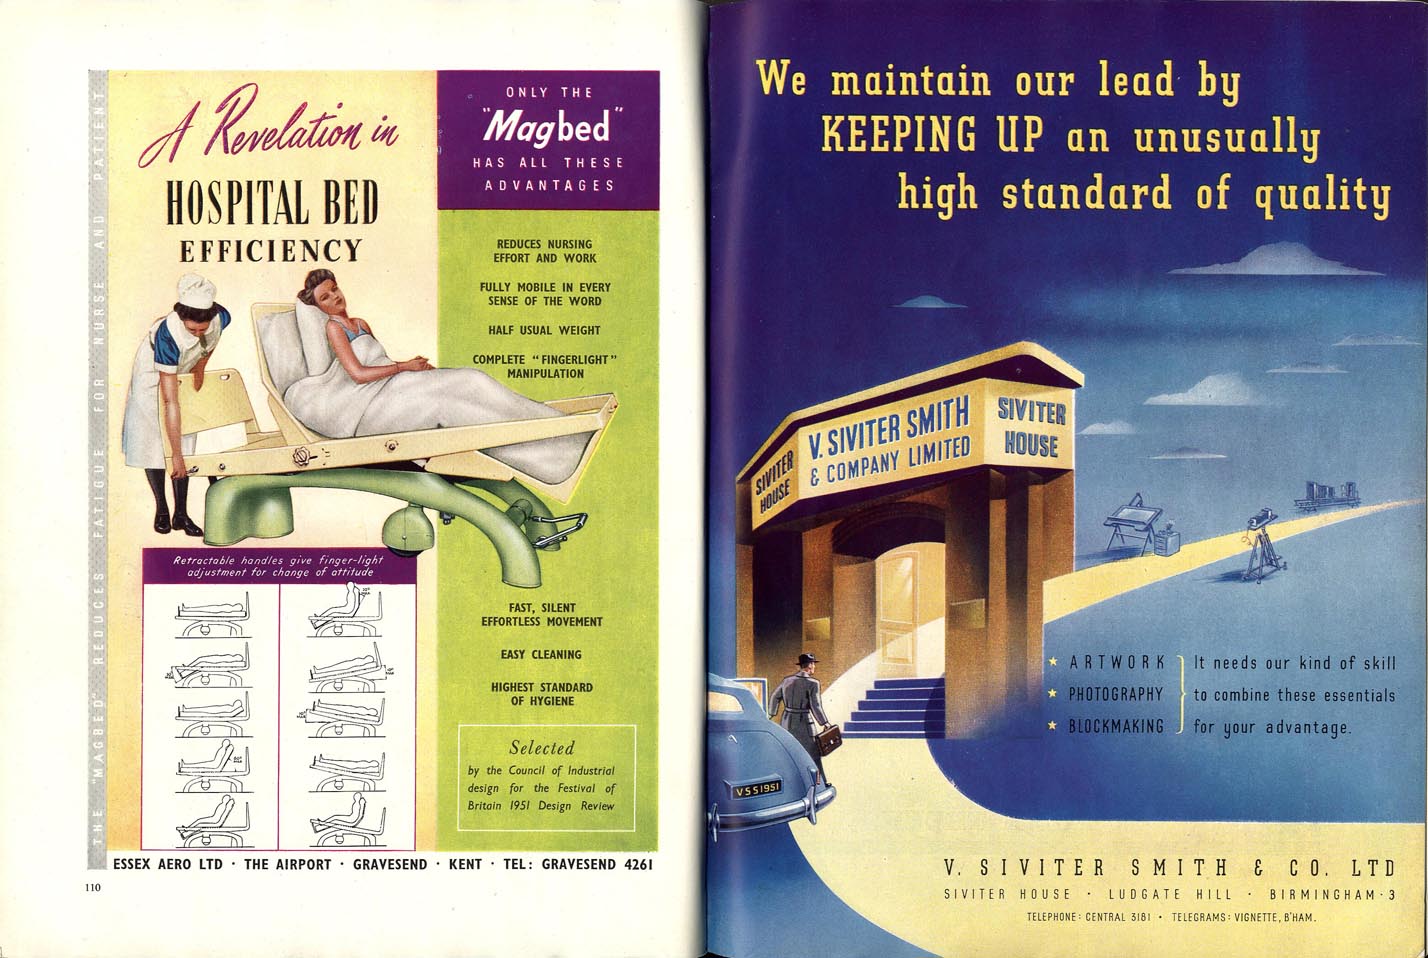 THE "MAGBED" REDUCES FATIGUE FOR NURSE AND PATIENT
A Revelation in
HOSPITAL BED
EFFICIENCY
ONLY THE
"Magbed"
HAS ALL THESE
ADVANTAGES
REDUCES NURSING
EFFORT AND WORK
FULLY MOBILE IN EVERY
SENSE OF THE WORD
HALF USUAL WEIGHT
COMPLETE "FINGERLIGHT"
MANIPULATION
Retractable handles give finger-light
adjustment for change of attitude
FAST, SILENT
EFFORTLESS MOVEMENT
EASY CLEANING
HIGHEST STANDARD
OF HYGIENE
Selected
by the Council of Industrial
design for the Festival of
Britain 1951 Design Review
ESSEX AERO LTD · THE AIRPORT · GRAVESEND · KENT · TEL: GRAVESEND 4261
110
We maintain our lead by
KEEPING UP an unusually
high standard of quality
SIVITER
HOUSE
V. SIVITER SMITH
& COMPANY LIMITED
SIVITER
HOUSE
★ ARTWORK
★ PHOTOGRAPHY
★ BLOCKMAKING
It needs our kind of skill
to combine these essentials
for your advantage.
VSS1951
V. SIVITER SMITH & CO. LTD
SIVITER HOUSE · LUDGATE HILL · BIRMINGHAM·3
TELEPHONE: CENTRAL 3181 · TELEGRAMS: VIGNETTE, B'HAM.